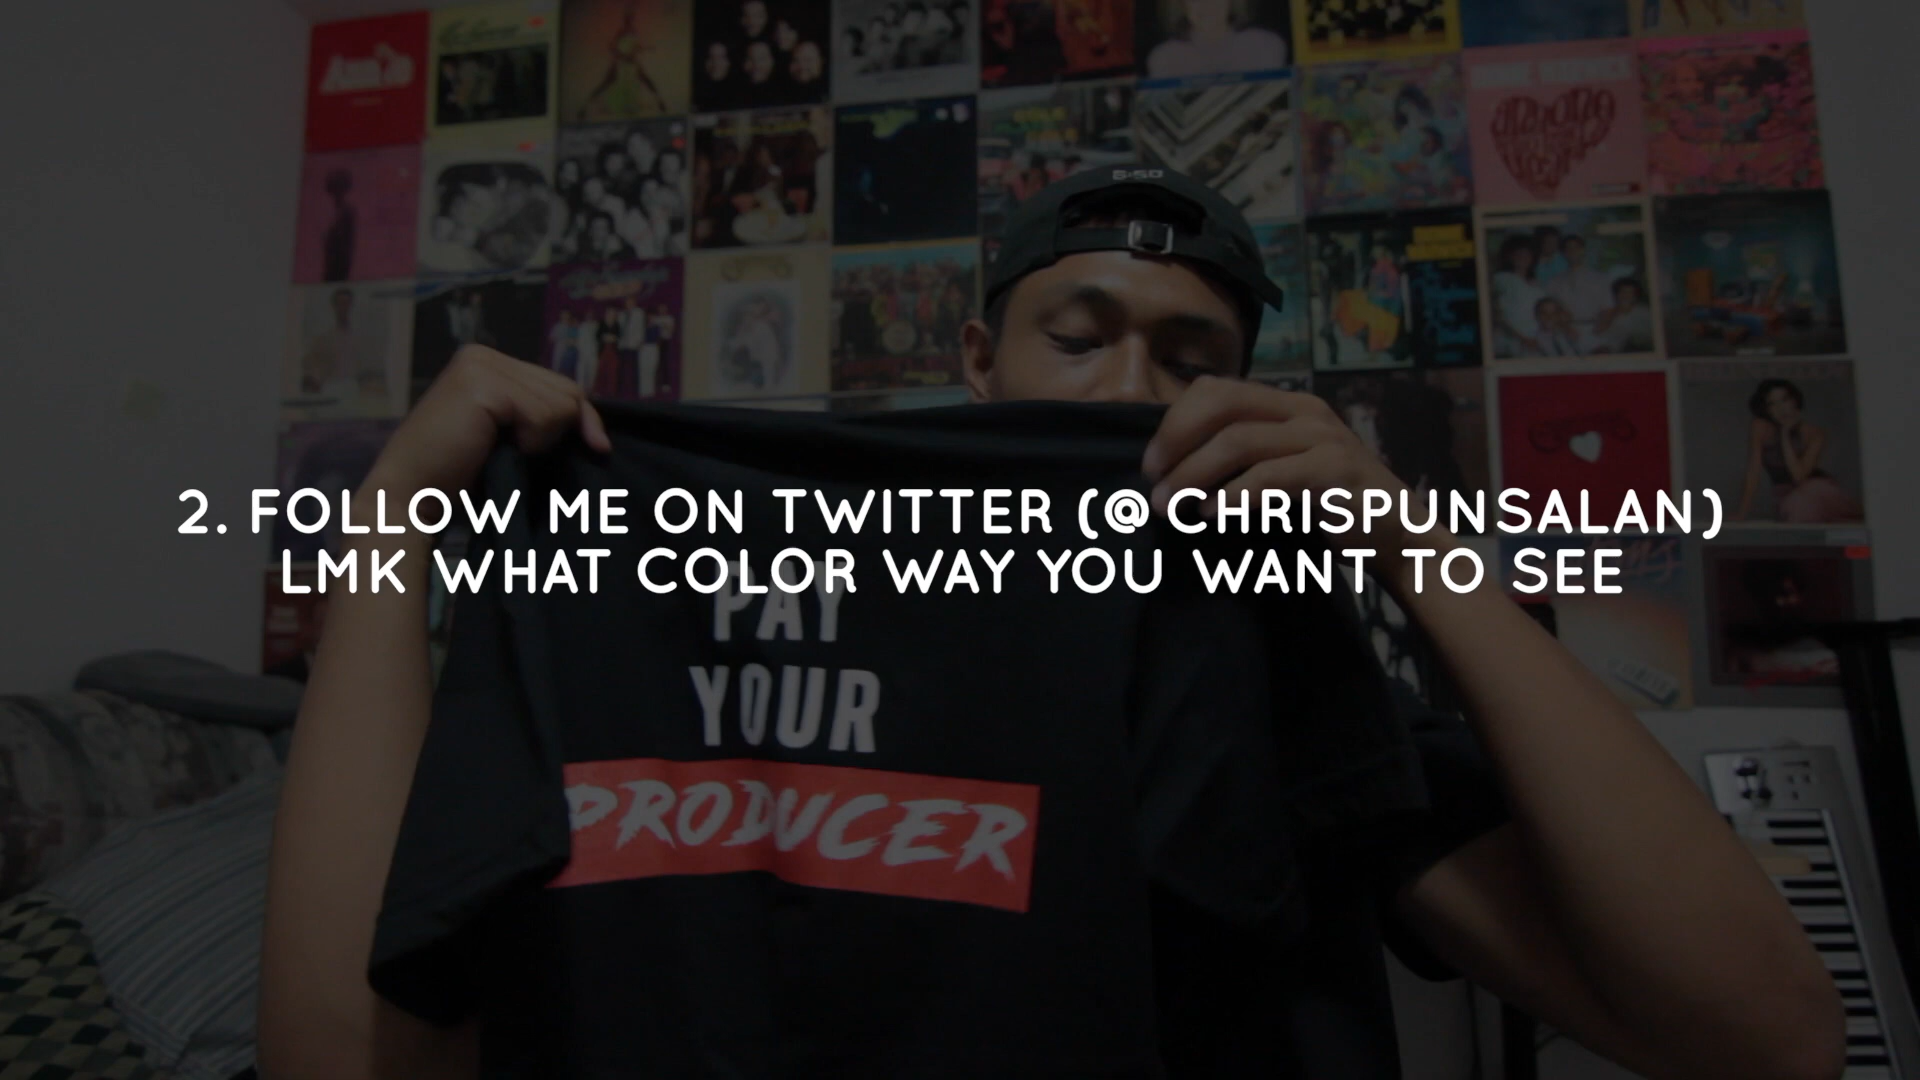 2. FOLLOW ME ON TWITTER (@CHRISPUNSALAN)
LMK WHAT COLOR WAY YOU WANT TO SEE
PAY
YOUR
PRODUCER